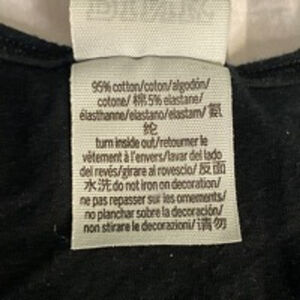 95% cotton/coton/algodón/
cotone/棉 5% elastane/
élasthanne/elastano/elastam/氨
纶
turn inside out/retourner le
vêtement à l'envers/lavar del lado
del revés/girare al rovescio/反面
水洗 do not iron on decoration/
ne pas repasser sur les ornements/
no planchar sobre la decoración/
non stirare le decorazioni/请勿